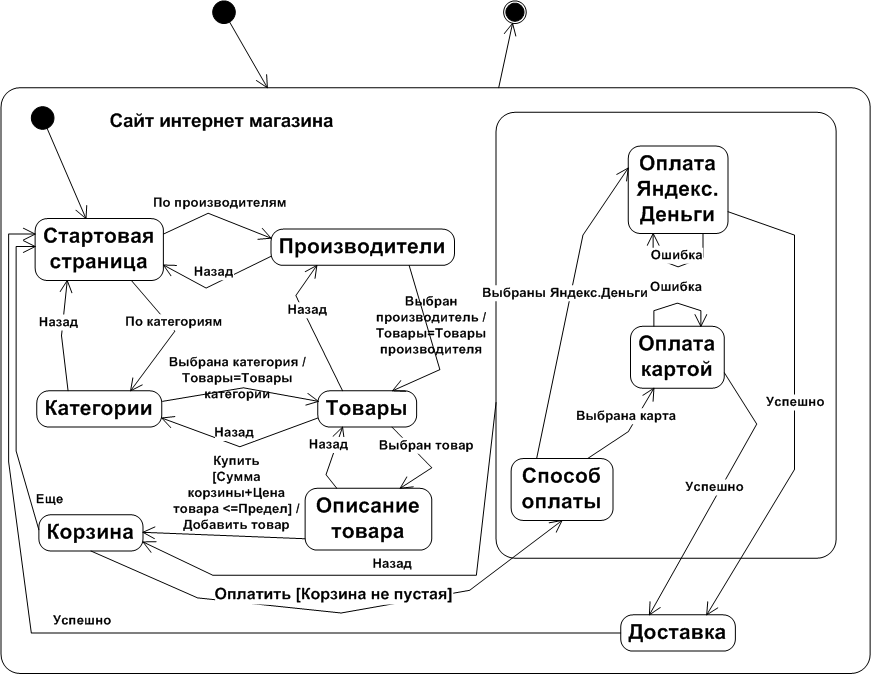 Сайт интернет магазина
Оплата
Яндекс.
Деньги
По производителям
Стартовая
страница
Производители
Ошибка
Назад
Выбраны Яндекс.Деньги
Ошибка
Назад
По категориям
Назад
Выбран
производитель /
Товары=Товары
производителя
Оплата
картой
Выбрана категория /
Товары=Товары
категории
Категории
Товары
Успешно
Выбрана карта
Назад
Назад
Выбран товар
Купить
[Сумма
корзины+Цена
товара <=Предел] /
Добавить товар
Способ
оплаты
Успешно
Еще
Описание
товара
Корзина
Назад
Оплатить [Корзина не пустая]
Успешно
Доставка